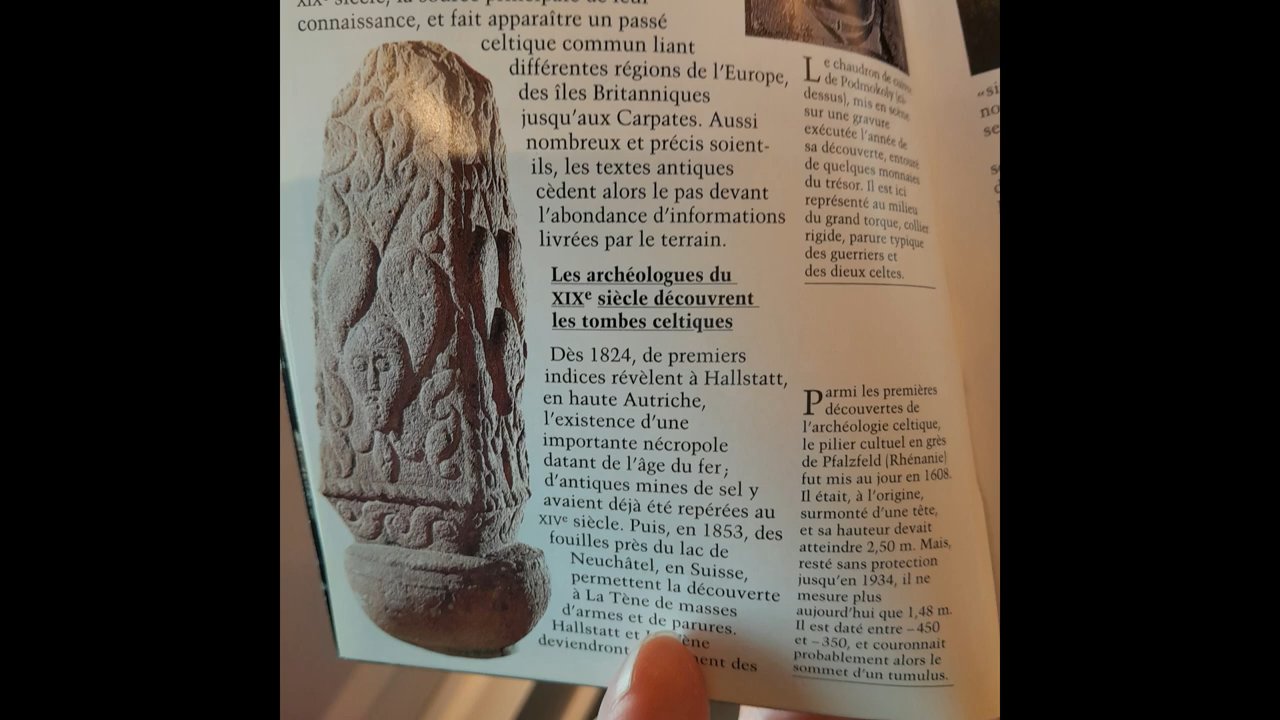 connaissance, et fait apparaître un passé
celtique commun liant
différentes régions de l'Europe,
des îles Britanniques
jusqu'aux Carpates. Aussi
nombreux et précis soient-
ils, les textes antiques
cèdent alors le pas devant
l'abondance d'informations
livrées par le terrain.
Les archéologues du
XIXe siècle découvrent
les tombes celtiques
Dès 1824, de premiers
indices révèlent à Hallstatt,
en haute Autriche,
l'existence d'une
importante nécropole
datant de l'âge du fer;
d'antiques mines de sel y
avaient déjà été repérées au
XIVe siècle. Puis, en 1853, des
fouilles près du lac de
Neuchâtel, en Suisse,
permettent la découverte
à La Tène de masses
d'armes et de parures.
Hallstatt et
deviendront des
Le chaudron de
de Podmokoly (ci-
dessus), mis en scène
sur une gravure
exécutée l'année de
sa découverte, entouré
de quelques monnaies
du trésor. Il est ici
représenté au milieu
du grand torque, collier
rigide, parure typique
des guerriers et
des dieux celtes.
Parmi les premières
découvertes de
l'archéologie celtique,
le pilier cultuel en grès
de Pfalzfeld (Rhénanie)
fut mis au jour en 1608.
Il était, à l'origine,
surmonté d'une tête,
et sa hauteur devait
atteindre 2,50 m. Mais,
resté sans protection
jusqu'en 1934, il ne
mesure plus
aujourd'hui que 1,48 m.
Il est daté entre –450
et –350, et couronnait
probablement alors le
sommet d'un tumulus.